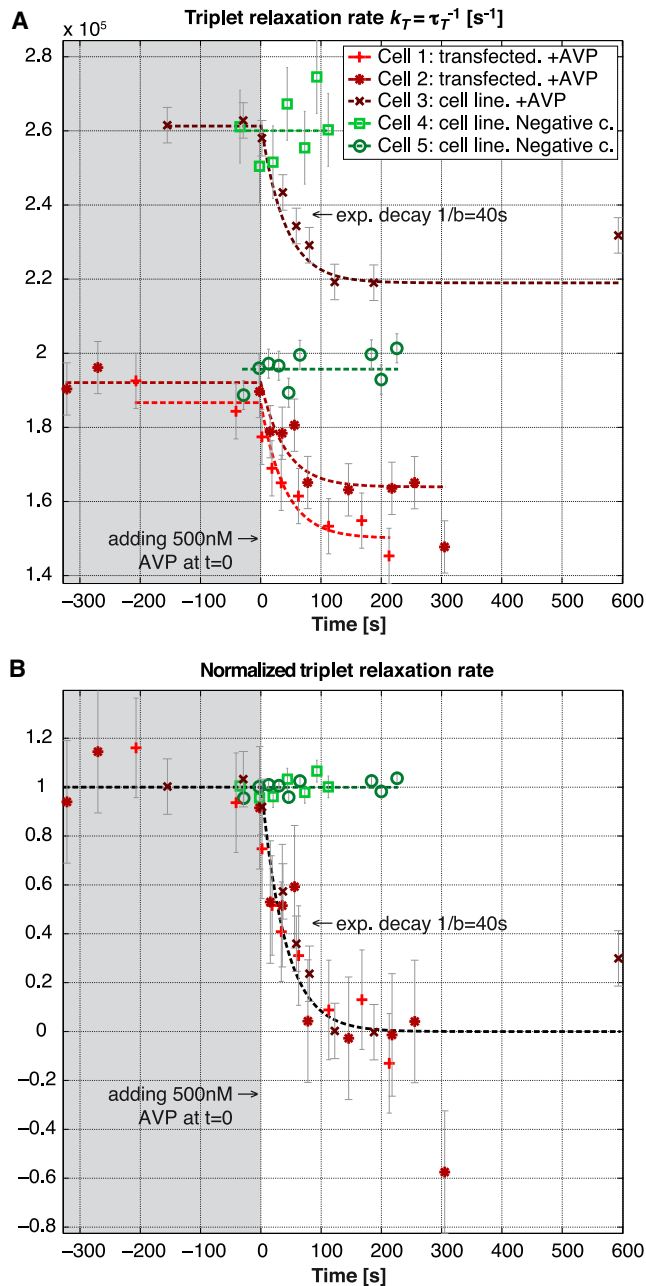 A
Triplet relaxation rate k_T = τ_T⁻¹ [s⁻¹]
x 10⁵
2.8
2.6
2.4
2.2
2
1.8
1.6
1.4
Cell 1: transfected. +AVP
Cell 2: transfected. +AVP
Cell 3: cell line. +AVP
Cell 4: cell line. Negative c.
Cell 5: cell line. Negative c.
← exp. decay 1/b=40s
adding 500nM →
AVP at t=0
−300 −200 −100 0 100 200 300 400 500 600
Time [s]
B
Normalized triplet relaxation rate
1.2
1
0.8
0.6
0.4
0.2
0
−0.2
−0.4
−0.6
−0.8
← exp. decay 1/b=40s
adding 500nM →
AVP at t=0
−300 −200 −100 0 100 200 300 400 500 600
Time [s]